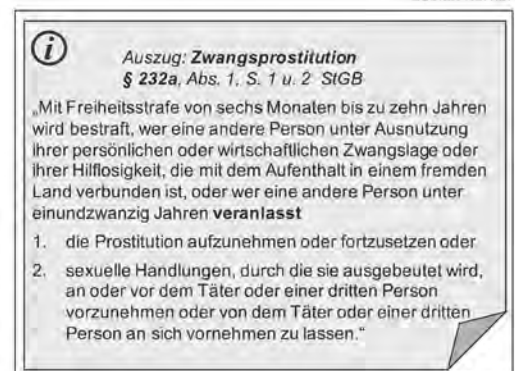 i
Auszug: Zwangsprostitution
§ 232a, Abs. 1, S. 1 u. 2 StGB
„Mit Freiheitsstrafe von sechs Monaten bis zu zehn Jahren
wird bestraft, wer eine andere Person unter Ausnutzung
ihrer persönlichen oder wirtschaftlichen Zwangslage oder
ihrer Hilflosigkeit, die mit dem Aufenthalt in einem fremden
Land verbunden ist, oder wer eine andere Person unter
einundzwanzig Jahren veranlasst
1. die Prostitution aufzunehmen oder fortzusetzen oder
2. sexuelle Handlungen, durch die sie ausgebeutet wird,
an oder vor dem Täter oder einer dritten Person
vorzunehmen oder von dem Täter oder einer dritten
Person an sich vornehmen zu lassen.“